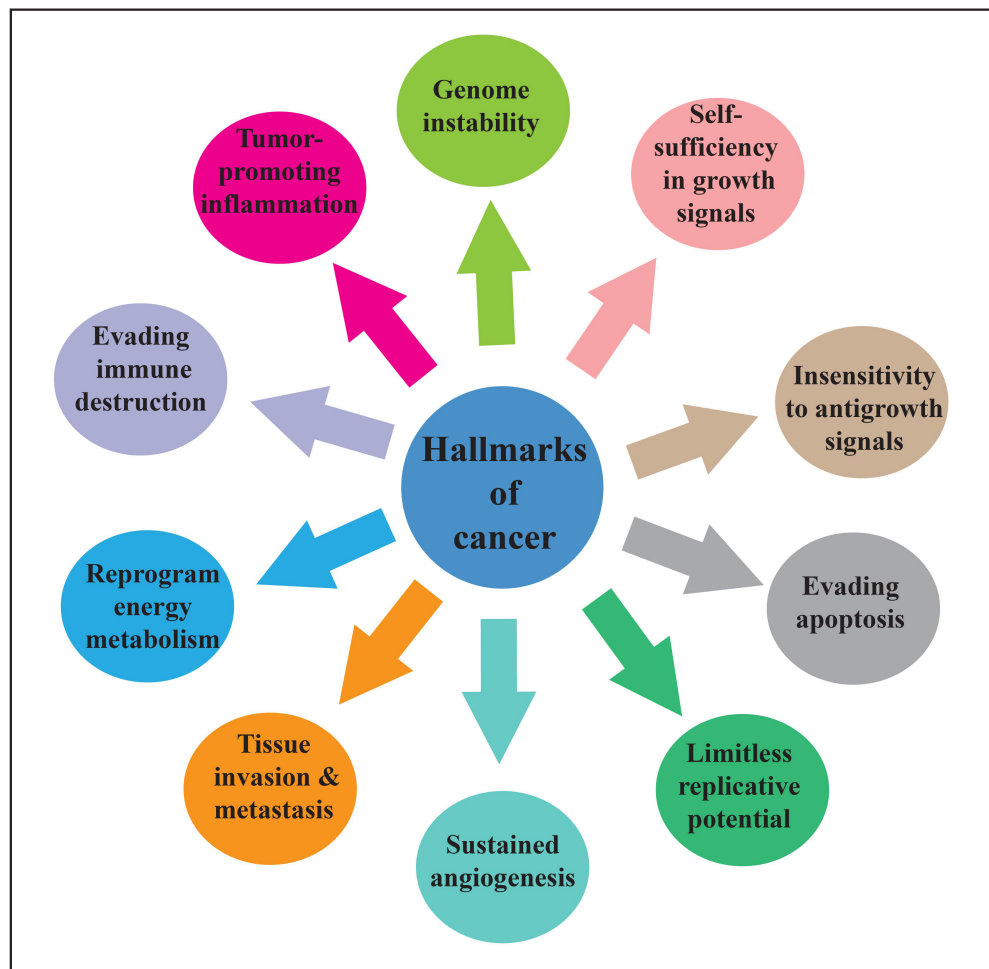 Genome
instability
Self-
sufficiency
in growth
signals
Insensitivity
to antigrowth
signals
Evading
apoptosis
Limitless
replicative
potential
Sustained
angiogenesis
Tissue
invasion &
metastasis
Reprogram
energy
metabolism
Evading
immune
destruction
Tumor-
promoting
inflammation
Hallmarks
of
cancer